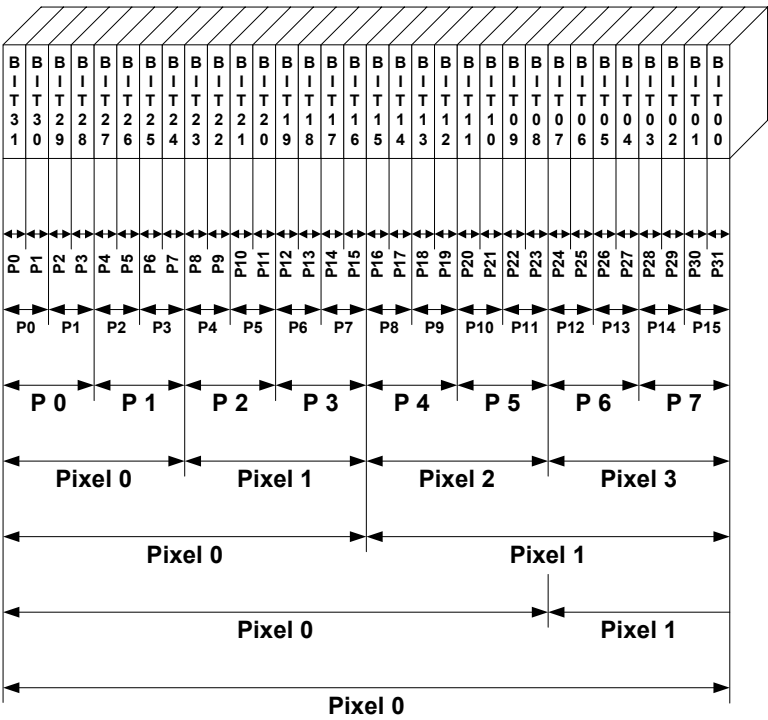 BIT31 BIT30 BIT29 BIT28 BIT27 BIT26 BIT25 BIT24 BIT23 BIT22 BIT21 BIT20 BIT19 BIT18 BIT17 BIT16 BIT15 BIT14 BIT13 BIT12 BIT11 BIT10 BIT09 BIT08 BIT07 BIT06 BIT05 BIT04 BIT03 BIT02 BIT01 BIT00
P0 P1 P2 P3 P4 P5 P6 P7 P8 P9 P10 P11 P12 P13 P14 P15 P16 P17 P18 P19 P20 P21 P22 P23 P24 P25 P26 P27 P28 P29 P30 P31
P0 P1 P2 P3 P4 P5 P6 P7 P8 P9 P10 P11 P12 P13 P14 P15
P 0 P 1 P 2 P 3 P 4 P 5 P 6 P 7
Pixel 0 Pixel 1 Pixel 2 Pixel 3
Pixel 0 Pixel 1
Pixel 0 Pixel 1
Pixel 0